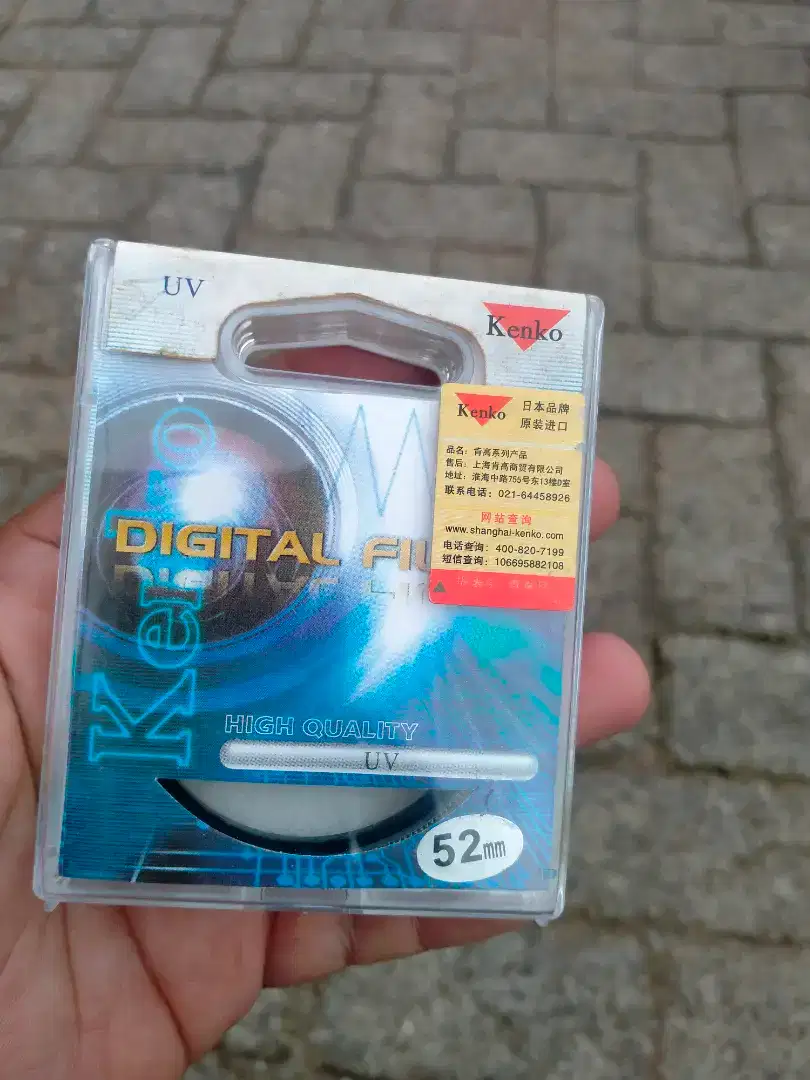 UV
Kenko
Kenko
日本品牌
原装进口
品名：肯高系列产品
售后：上海肯高商贸有限公司
地址：淮海中路755号东13楼D室
联系电话：021-64458926
网站查询
www.shanghai-kenko.com
电话查询：400-820-7199
短信查询：106695882108
DIGITAL FIL
Kenko
HIGH QUALITY
UV
52mm